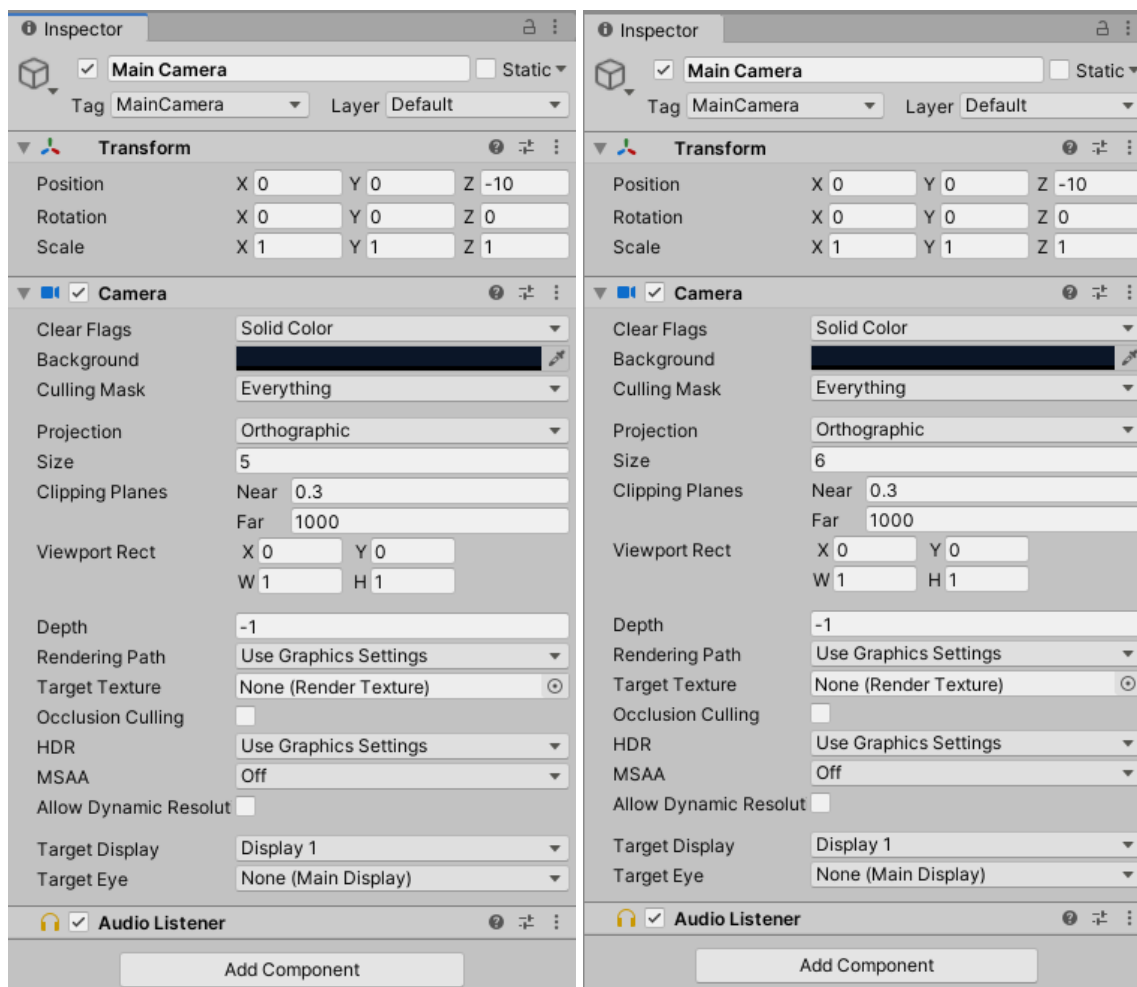 Inspector
Main Camera Static
Tag MainCamera Layer Default
Transform
Position X 0 Y 0 Z -10
Rotation X 0 Y 0 Z 0
Scale X 1 Y 1 Z 1
Camera
Clear Flags Solid Color
Background
Culling Mask Everything
Projection Orthographic
Size 5
Clipping Planes Near 0.3
Far 1000
Viewport Rect X 0 Y 0
W 1 H 1
Depth -1
Rendering Path Use Graphics Settings
Target Texture None (Render Texture)
Occlusion Culling
HDR Use Graphics Settings
MSAA Off
Allow Dynamic Resolut
Target Display Display 1
Target Eye None (Main Display)
Audio Listener
Add Component
Inspector
Main Camera Static
Tag MainCamera Layer Default
Transform
Position X 0 Y 0 Z -10
Rotation X 0 Y 0 Z 0
Scale X 1 Y 1 Z 1
Camera
Clear Flags Solid Color
Background
Culling Mask Everything
Projection Orthographic
Size 6
Clipping Planes Near 0.3
Far 1000
Viewport Rect X 0 Y 0
W 1 H 1
Depth -1
Rendering Path Use Graphics Settings
Target Texture None (Render Texture)
Occlusion Culling
HDR Use Graphics Settings
MSAA Off
Allow Dynamic Resolut
Target Display Display 1
Target Eye None (Main Display)
Audio Listener
Add Component